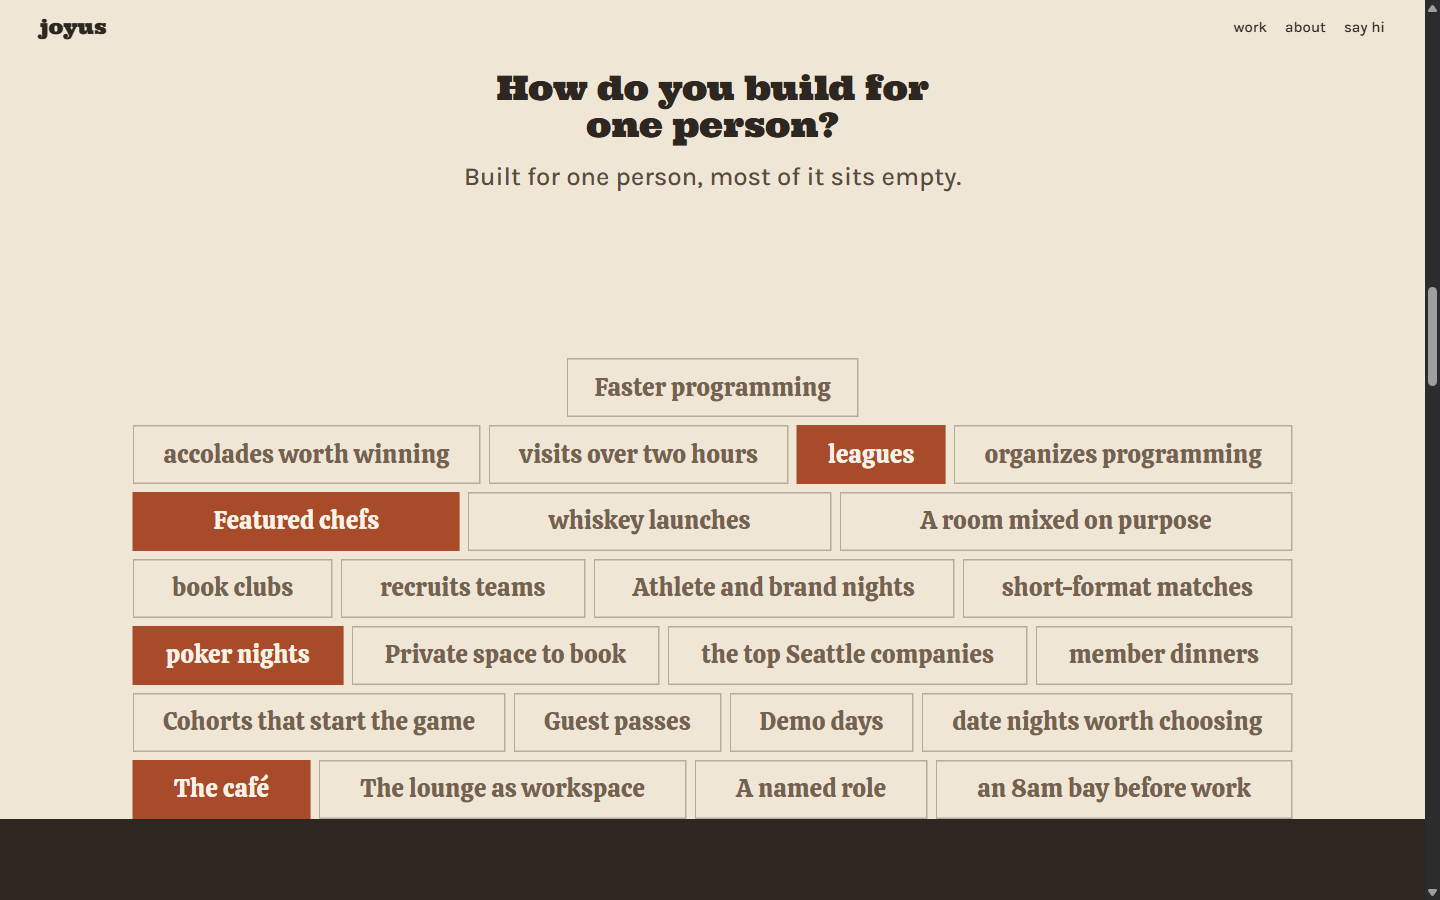 joyus
work about say hi
How do you build for
one person?
Built for one person, most of it sits empty.
Faster programming
accolades worth winning visits over two hours leagues organizes programming
Featured chefs whiskey launches A room mixed on purpose
book clubs recruits teams Athlete and brand nights short-format matches
poker nights Private space to book the top Seattle companies member dinners
Cohorts that start the game Guest passes Demo days date nights worth choosing
The café The lounge as workspace A named role an 8am bay before work